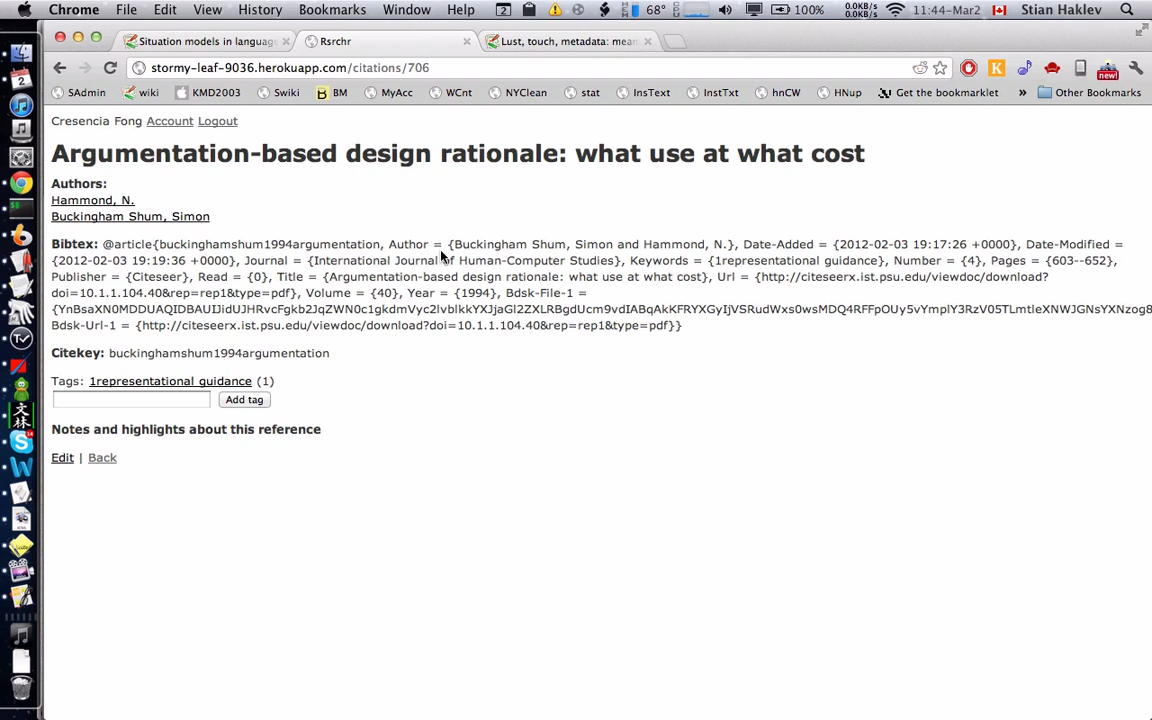 Chrome File Edit View History Bookmarks Window Help 2 68° 100% 0.0KB/s 0.0KB/s 11:44-Mar2 Stian Haklev
Situation models in language Rsrchr Lust, touch, metadata: mean
stormy-leaf-9036.herokuapp.com/citations/706
SAdmin wiki KMD2003 Swiki BM MyAcc WCnt NYClean stat InsText InstTxt hnCW HNup Get the bookmarklet » Other Bookmarks
new!
Cresencia Fong Account Logout
Argumentation-based design rationale: what use at what cost
Authors:
Hammond, N.
Buckingham Shum, Simon
Bibtex: @article{buckinghamshum1994argumentation, Author = {Buckingham Shum, Simon and Hammond, N.}, Date-Added = {2012-02-03 19:17:26 +0000}, Date-Modified =
{2012-02-03 19:19:36 +0000}, Journal = {International Journal of Human-Computer Studies}, Keywords = {1representational guidance}, Number = {4}, Pages = {603--652},
Publisher = {Citeseer}, Read = {0}, Title = {Argumentation-based design rationale: what use at what cost}, Url = {http://citeseerx.ist.psu.edu/viewdoc/download?
doi=10.1.1.104.40&rep=rep1&type=pdf}, Volume = {40}, Year = {1994}, Bdsk-File-1 =
Bdsk-Url-1 = {http://citeseerx.ist.psu.edu/viewdoc/download?doi=10.1.1.104.40&rep=rep1&type=pdf}}
Citekey: buckinghamshum1994argumentation
Tags: 1representational guidance (1)
Add tag
Notes and highlights about this reference
Edit | Back